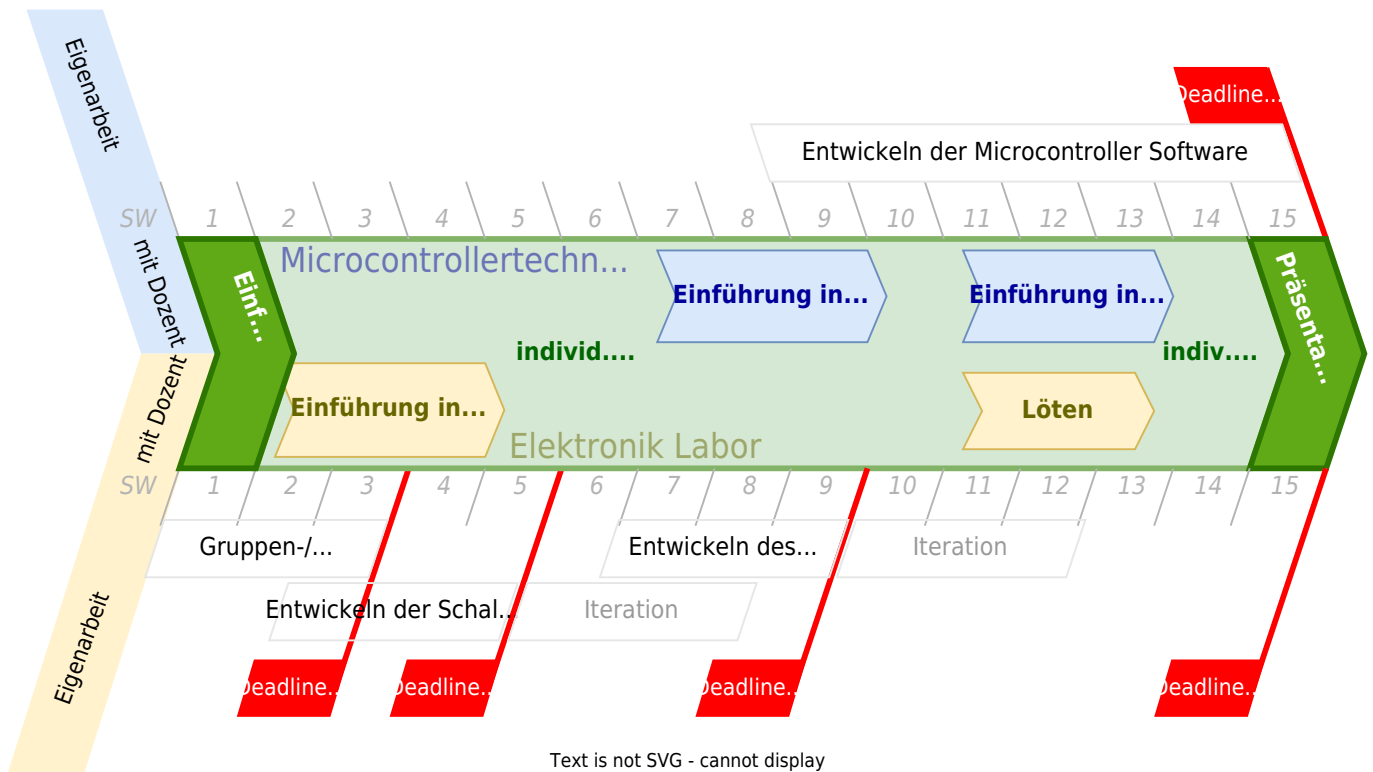 Eigenarbeit
Deadline...
Entwickeln der Microcontroller Software
SW 1 2 3 4 5 6 7 8 9 10 11 12 13 14 15
mit Dozent
Einf...
Microcontrollertechn...
Einführung in...
Einführung in...
Präsenta...
individ....
indiv....
mit Dozent
Einführung in...
Löten
Elektronik Labor
SW 1 2 3 4 5 6 7 8 9 10 11 12 13 14 15
Gruppen-/...
Entwickeln des...
Iteration
Eigenarbeit
Entwickeln der Schal...
Iteration
Deadline...
Deadline...
Deadline...
Deadline...
Text is not SVG - cannot display